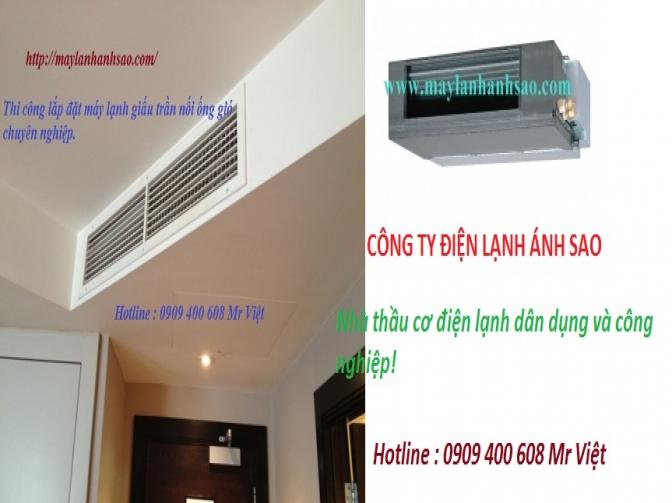 http://maylanhanhsao.com/
Thi công lắp đặt máy lạnh giấu trần nối ống gió
chuyên nghiệp.
Hotline : 0909 400 608 Mr Việt
www.maylanhanhsao.com
CÔNG TY ĐIỆN LẠNH ÁNH SAO
Nhà thầu cơ điện lạnh dân dụng và công
nghiệp!
Hotline : 0909 400 608 Mr Việt